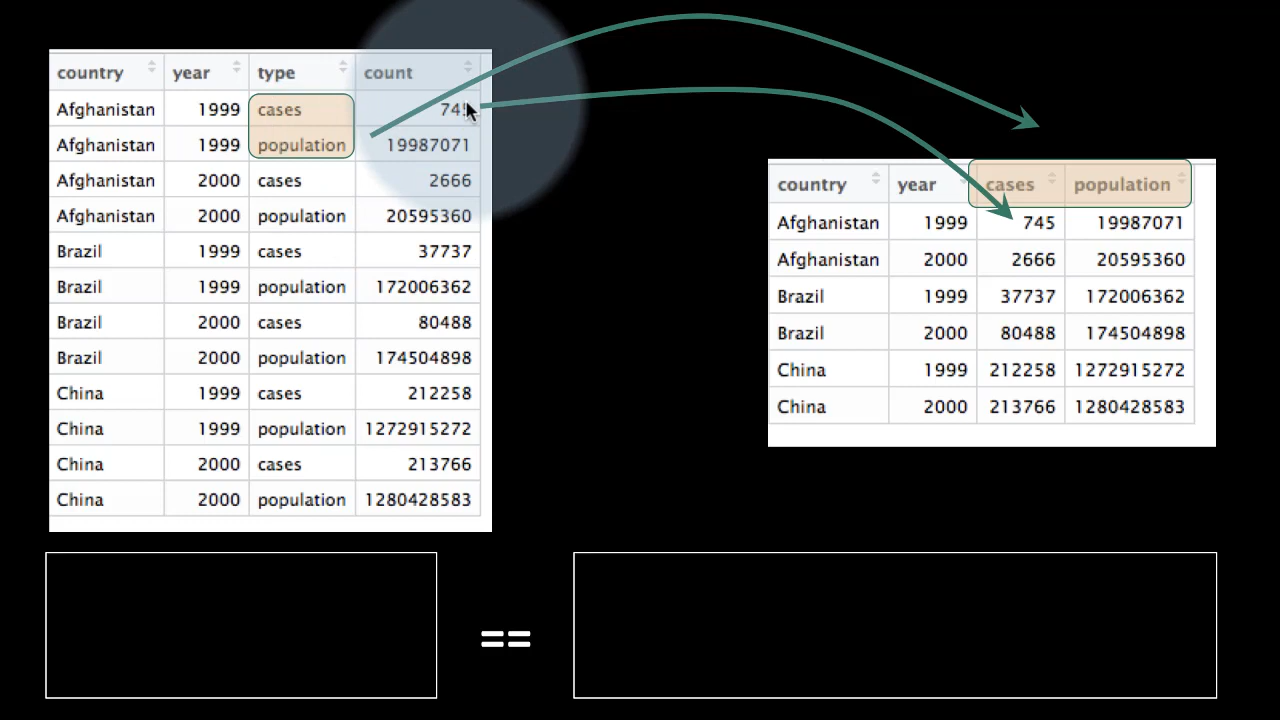 country year type count
Afghanistan 1999 cases 745
Afghanistan 1999 population 19987071
Afghanistan 2000 cases 2666
Afghanistan 2000 population 20595360
Brazil 1999 cases 37737
Brazil 1999 population 172006362
Brazil 2000 cases 80488
Brazil 2000 population 174504898
China 1999 cases 212258
China 1999 population 1272915272
China 2000 cases 213766
China 2000 population 1280428583
country year cases population
Afghanistan 1999 745 19987071
Afghanistan 2000 2666 20595360
Brazil 1999 37737 172006362
Brazil 2000 80488 174504898
China 1999 212258 1272915272
China 2000 213766 1280428583
==